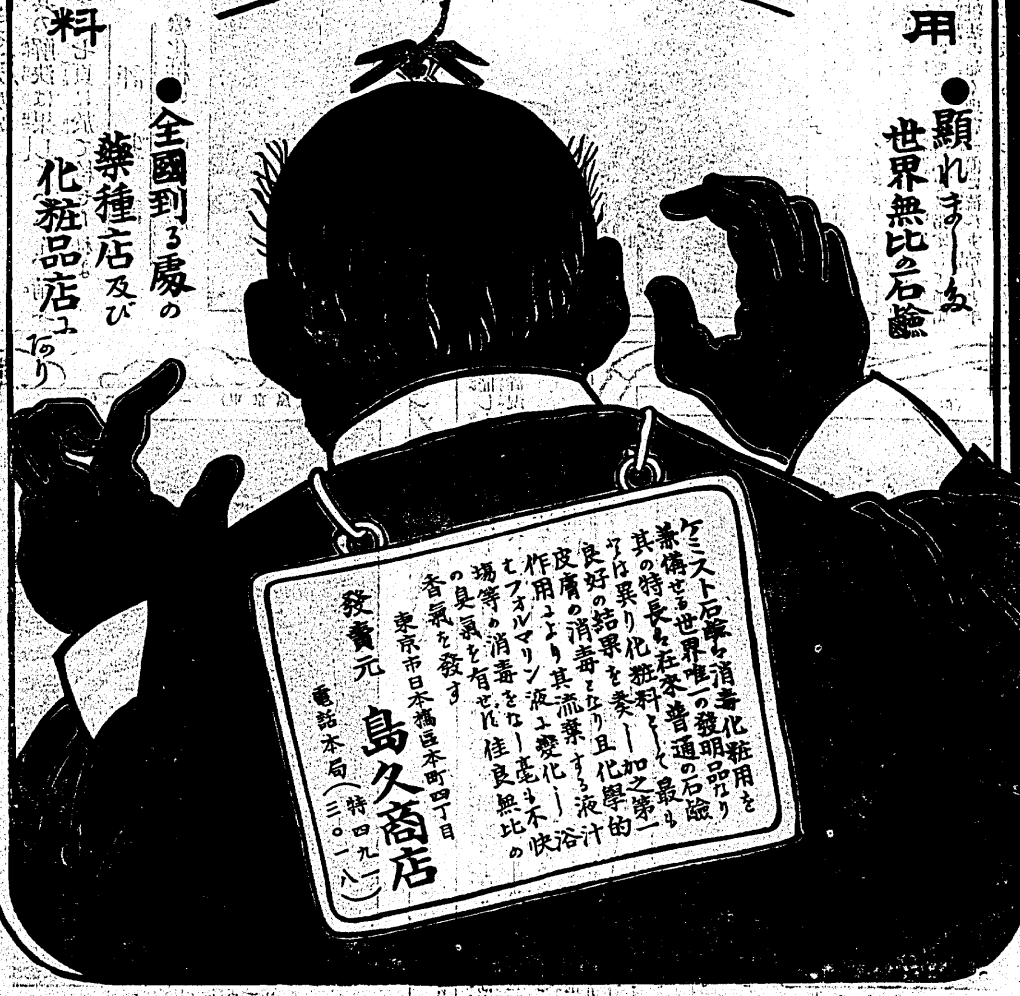 用
●顯れましたる
世界無比の石鹼
ケミスト石鹼は消毒化粧用を
兼備せる世界唯一の發明品なり
其の特長は在來普通の石鹼
とは異り化粧料として最も
良好の結果を奏し加之第一
皮膚の消毒となり且化學的
作用により其流棄する液汁
はフォルマリン液に變化し浴
塲等の消毒をなし毫も不快
の臭氣を有せず佳良無比の
香氣を發す
東京市日本橋區本町四丁目
發賣元 島久商店
電話本局(特四九一)(三〇一八)
料
●全國到る處の
藥種店及び
化粧品店にあり